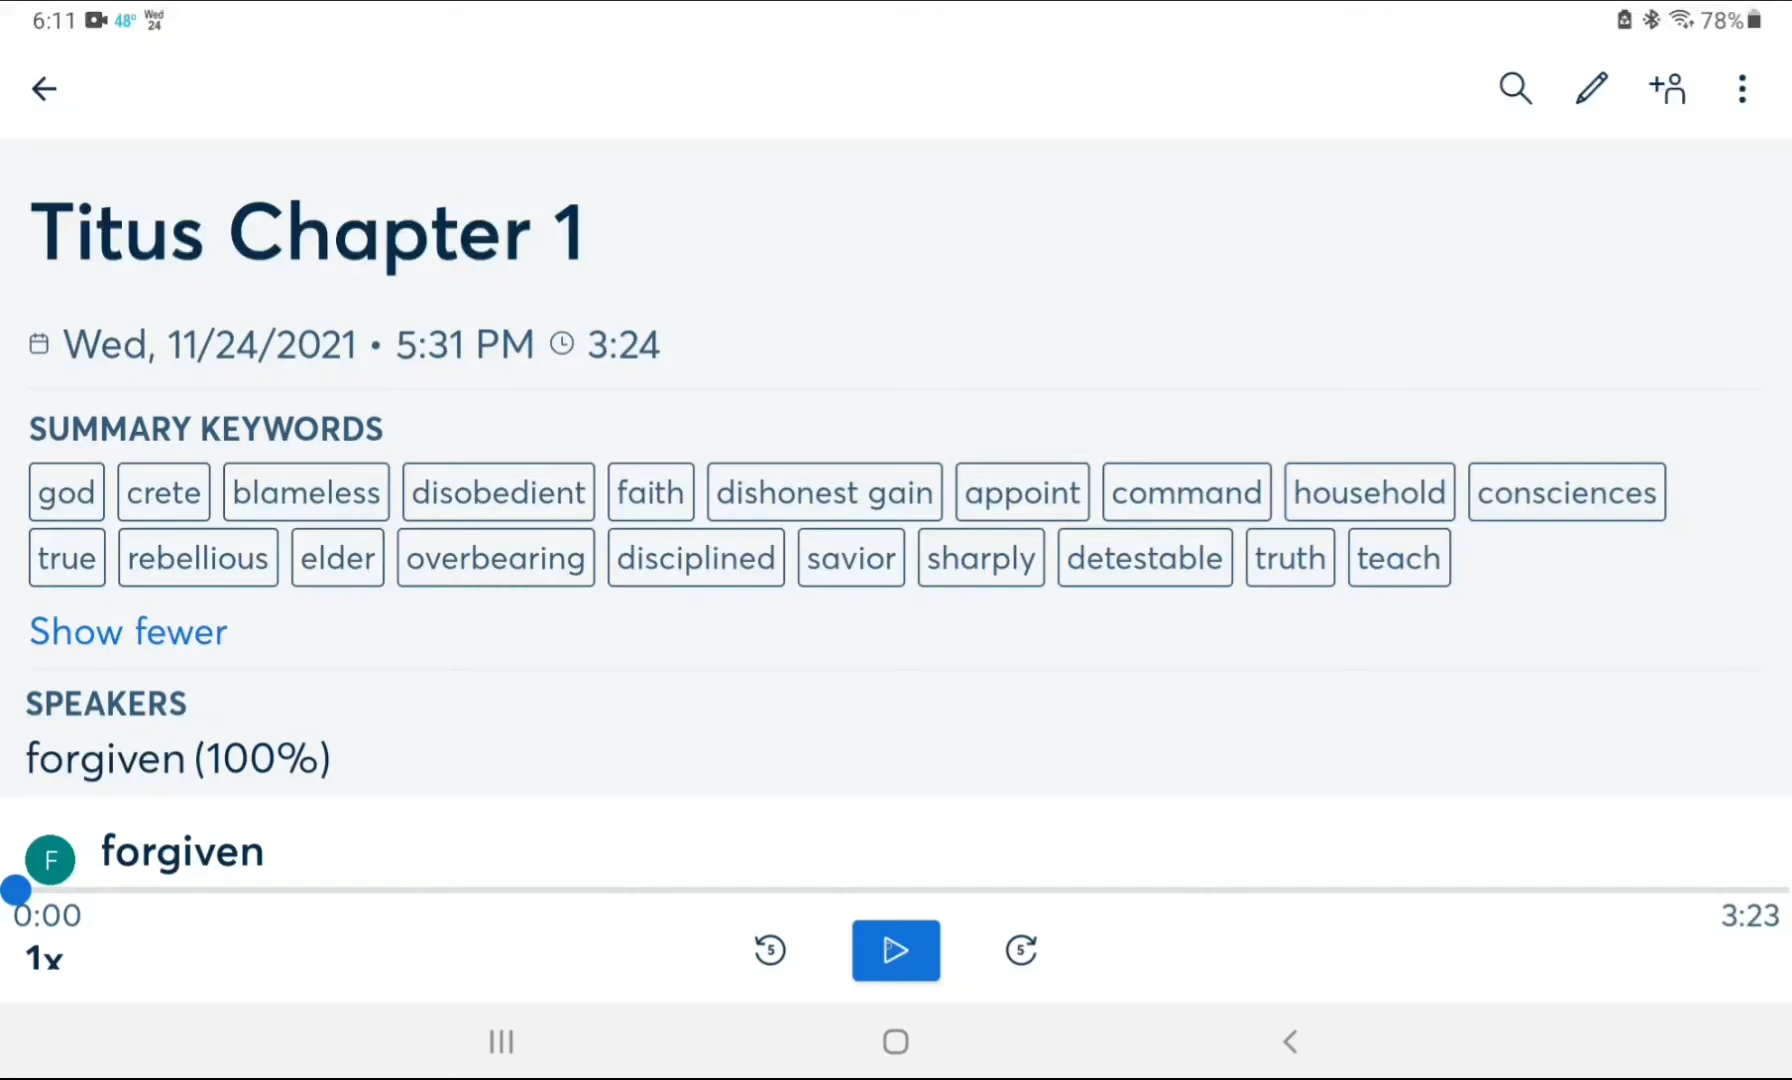 6:11 48° Wed 24 78%
Titus Chapter 1
Wed, 11/24/2021 • 5:31 PM 3:24
SUMMARY KEYWORDS
god crete blameless disobedient faith dishonest gain appoint command household consciences
true rebellious elder overbearing disciplined savior sharply detestable truth teach
Show fewer
SPEAKERS
forgiven (100%)
F forgiven
0:00 3:23
1x 5 5